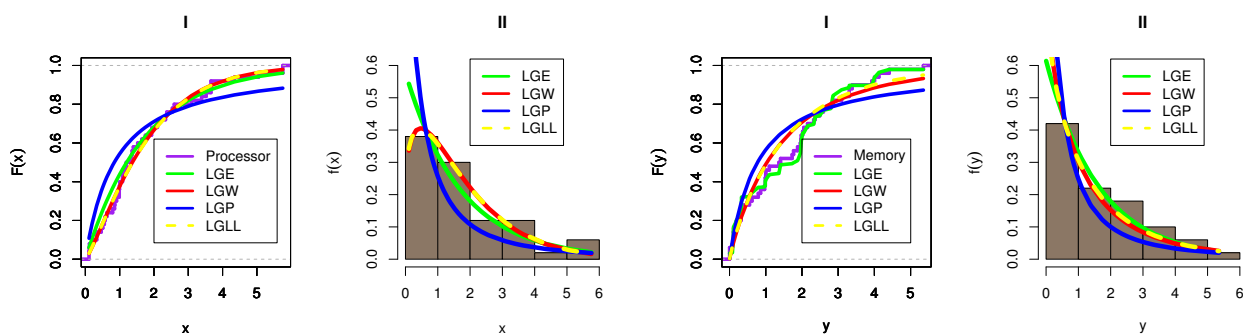 I
F(x)
1.0
0.8
0.6
0.4
0.2
0.0
Processor
LGE
LGW
LGP
LGLL
0 1 2 3 4 5
x
II
f(x)
0.6
0.5
0.4
0.3
0.2
0.1
0.0
LGE
LGW
LGP
LGLL
0 1 2 3 4 5 6
x
I
F(y)
1.0
0.8
0.6
0.4
0.2
0.0
Memory
LGE
LGW
LGP
LGLL
0 1 2 3 4 5
y
II
f(y)
0.6
0.5
0.4
0.3
0.2
0.1
0.0
LGE
LGW
LGP
LGLL
0 1 2 3 4 5 6
y